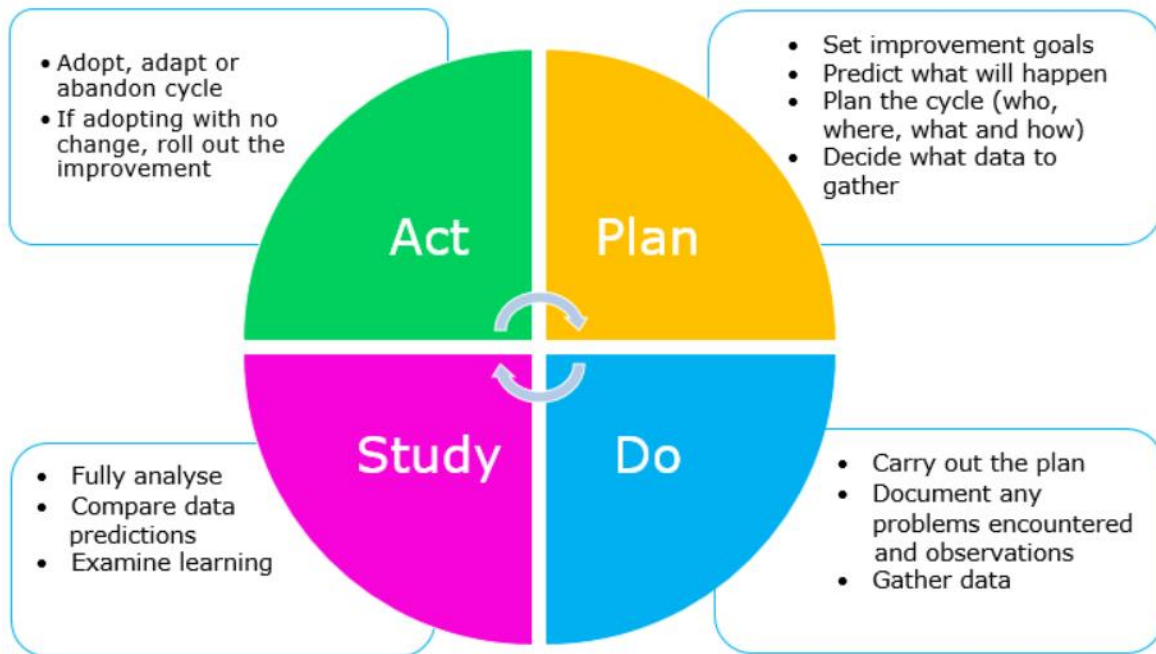 • Adopt, adapt or
abandon cycle
• If adopting with no
change, roll out the
improvement
• Set improvement goals
• Predict what will happen
• Plan the cycle (who,
where, what and how)
• Decide what data to
gather
Act
Plan
Study
Do
• Fully analyse
• Compare data
predictions
• Examine learning
• Carry out the plan
• Document any
problems encountered
and observations
• Gather data